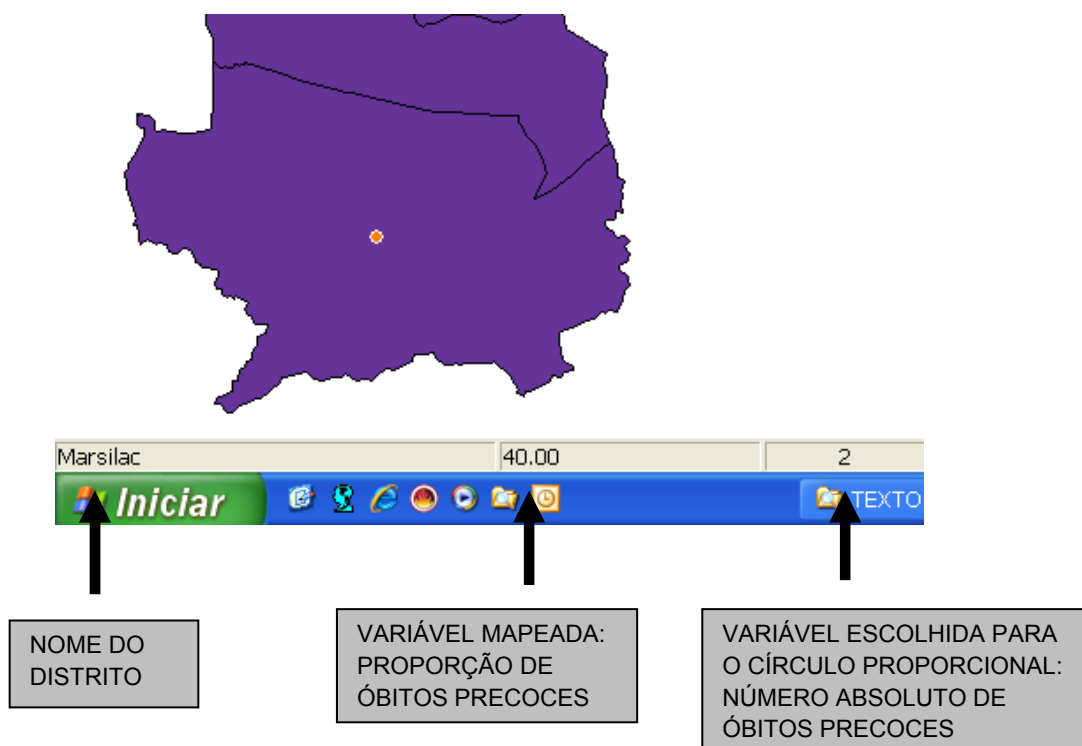 Marsilac 40.00 2
Iniciar TEXTO
NOME DO
DISTRITO
VARIÁVEL MAPEADA:
PROPORÇÃO DE
ÓBITOS PRECOCES
VARIÁVEL ESCOLHIDA PARA
O CÍRCULO PROPORCIONAL:
NÚMERO ABSOLUTO DE
ÓBITOS PRECOCES